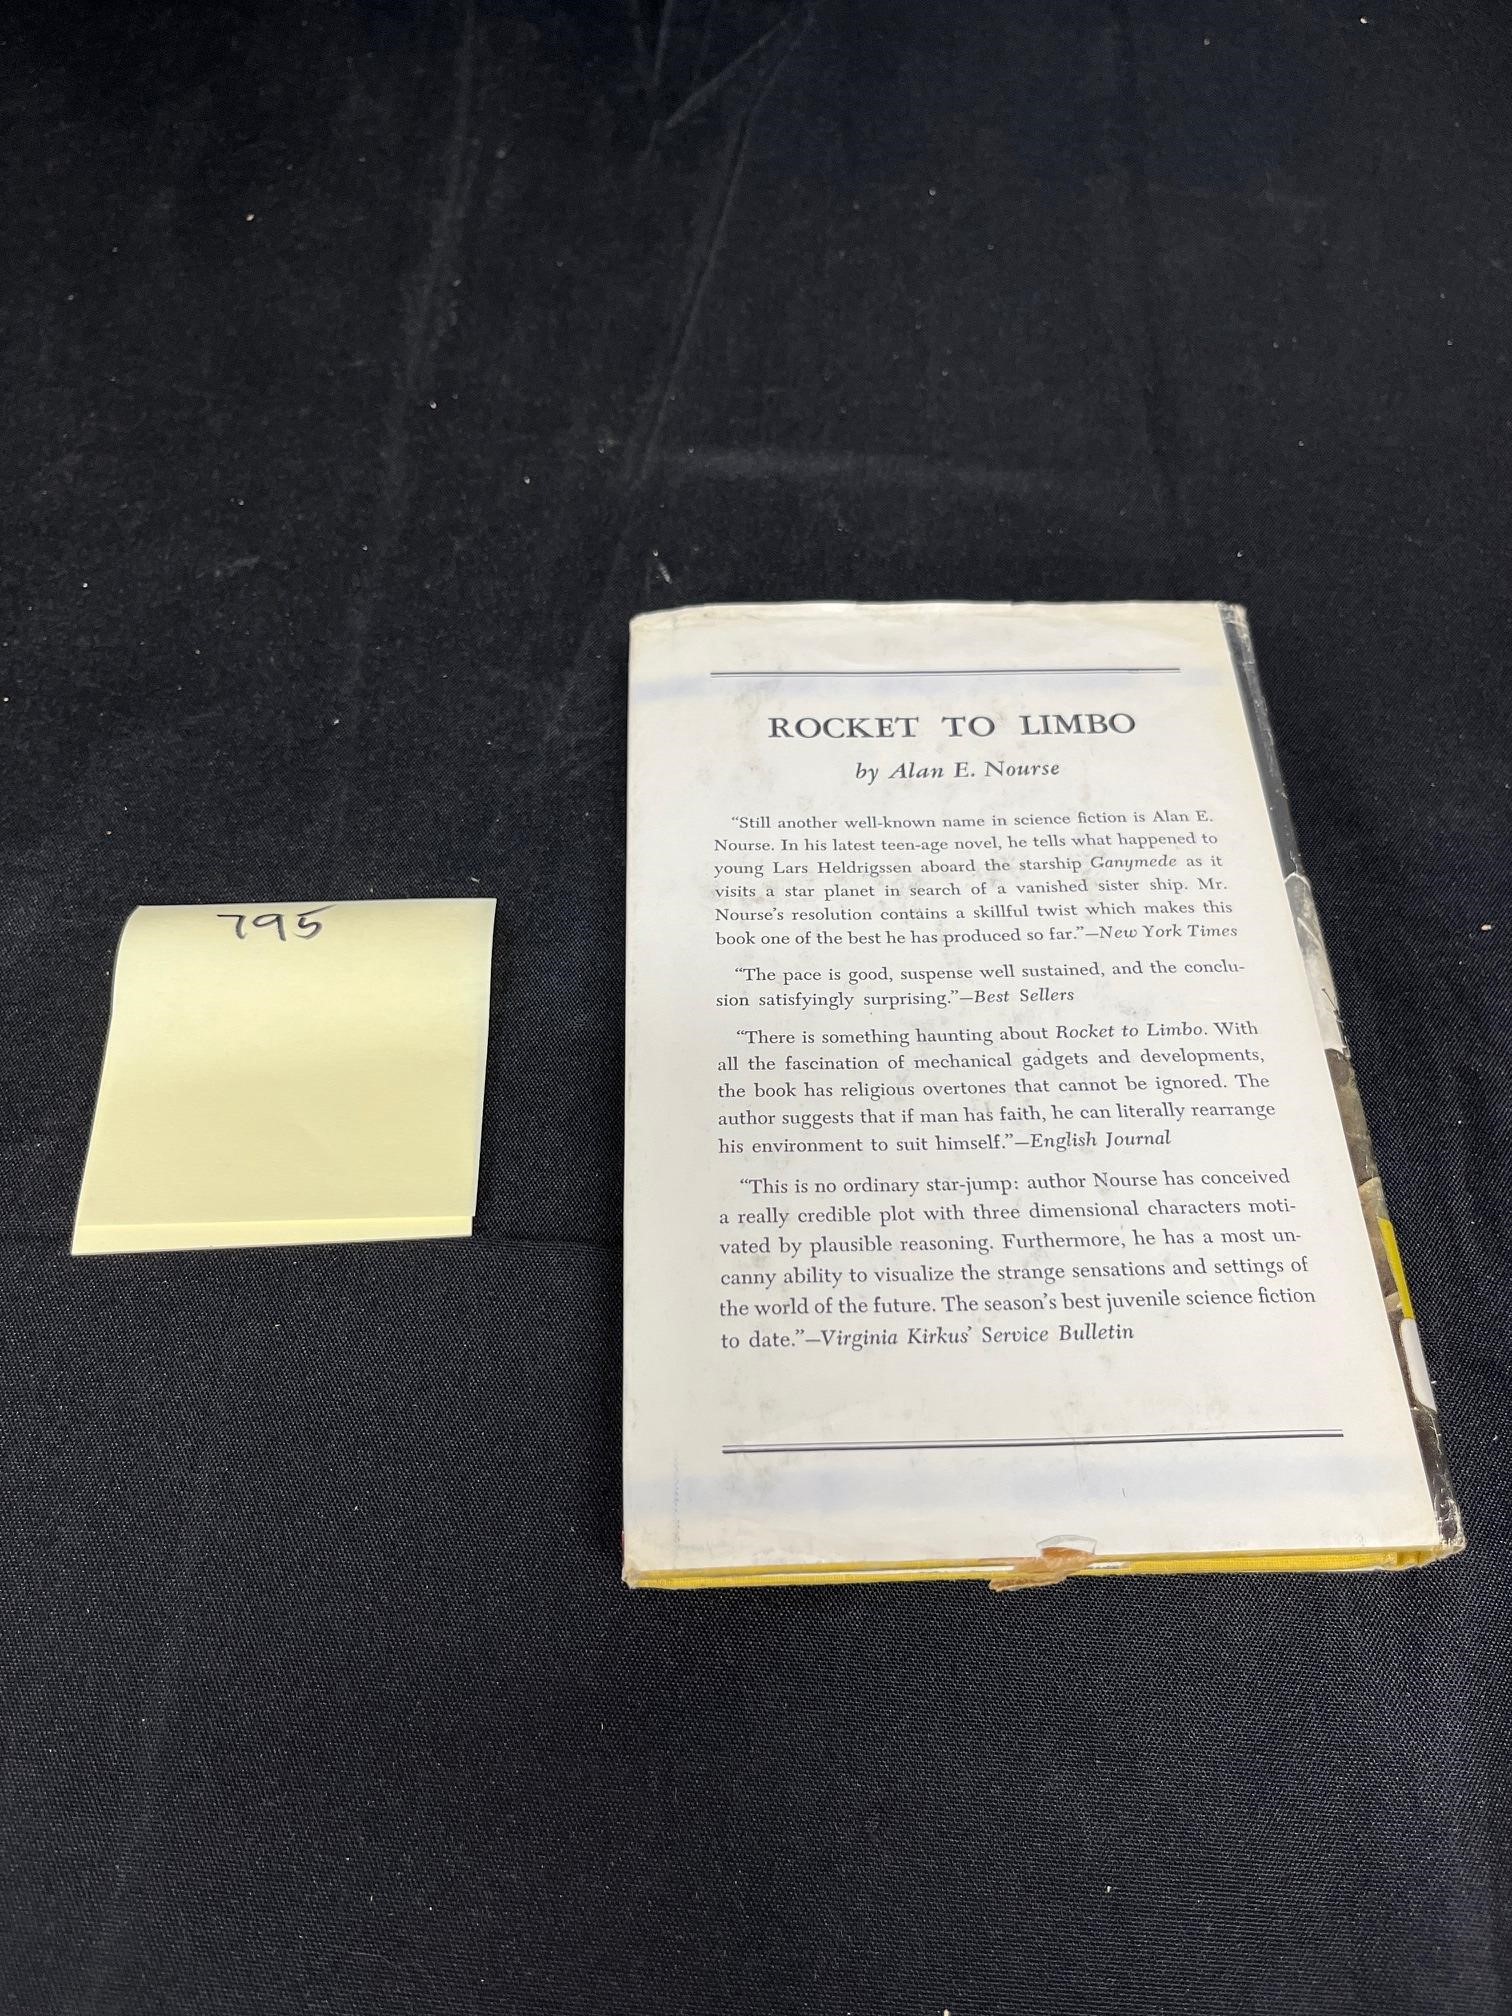 795
ROCKET TO LIMBO
by Alan E. Nourse
“Still another well-known name in science fiction is Alan E.
Nourse. In his latest teen-age novel, he tells what happened to
young Lars Heldrigssen aboard the starship Ganymede as it
visits a star planet in search of a vanished sister ship. Mr.
Nourse’s resolution contains a skillful twist which makes this
book one of the best he has produced so far.”—New York Times
“The pace is good, suspense well sustained, and the conclu-
sion satisfyingly surprising.”—Best Sellers
“There is something haunting about Rocket to Limbo. With
all the fascination of mechanical gadgets and developments,
the book has religious overtones that cannot be ignored. The
author suggests that if man has faith, he can literally rearrange
his environment to suit himself.”—English Journal
“This is no ordinary star-jump: author Nourse has conceived
a really credible plot with three dimensional characters moti-
vated by plausible reasoning. Furthermore, he has a most un-
canny ability to visualize the strange sensations and settings of
the world of the future. The season’s best juvenile science fiction
to date.”—Virginia Kirkus’ Service Bulletin